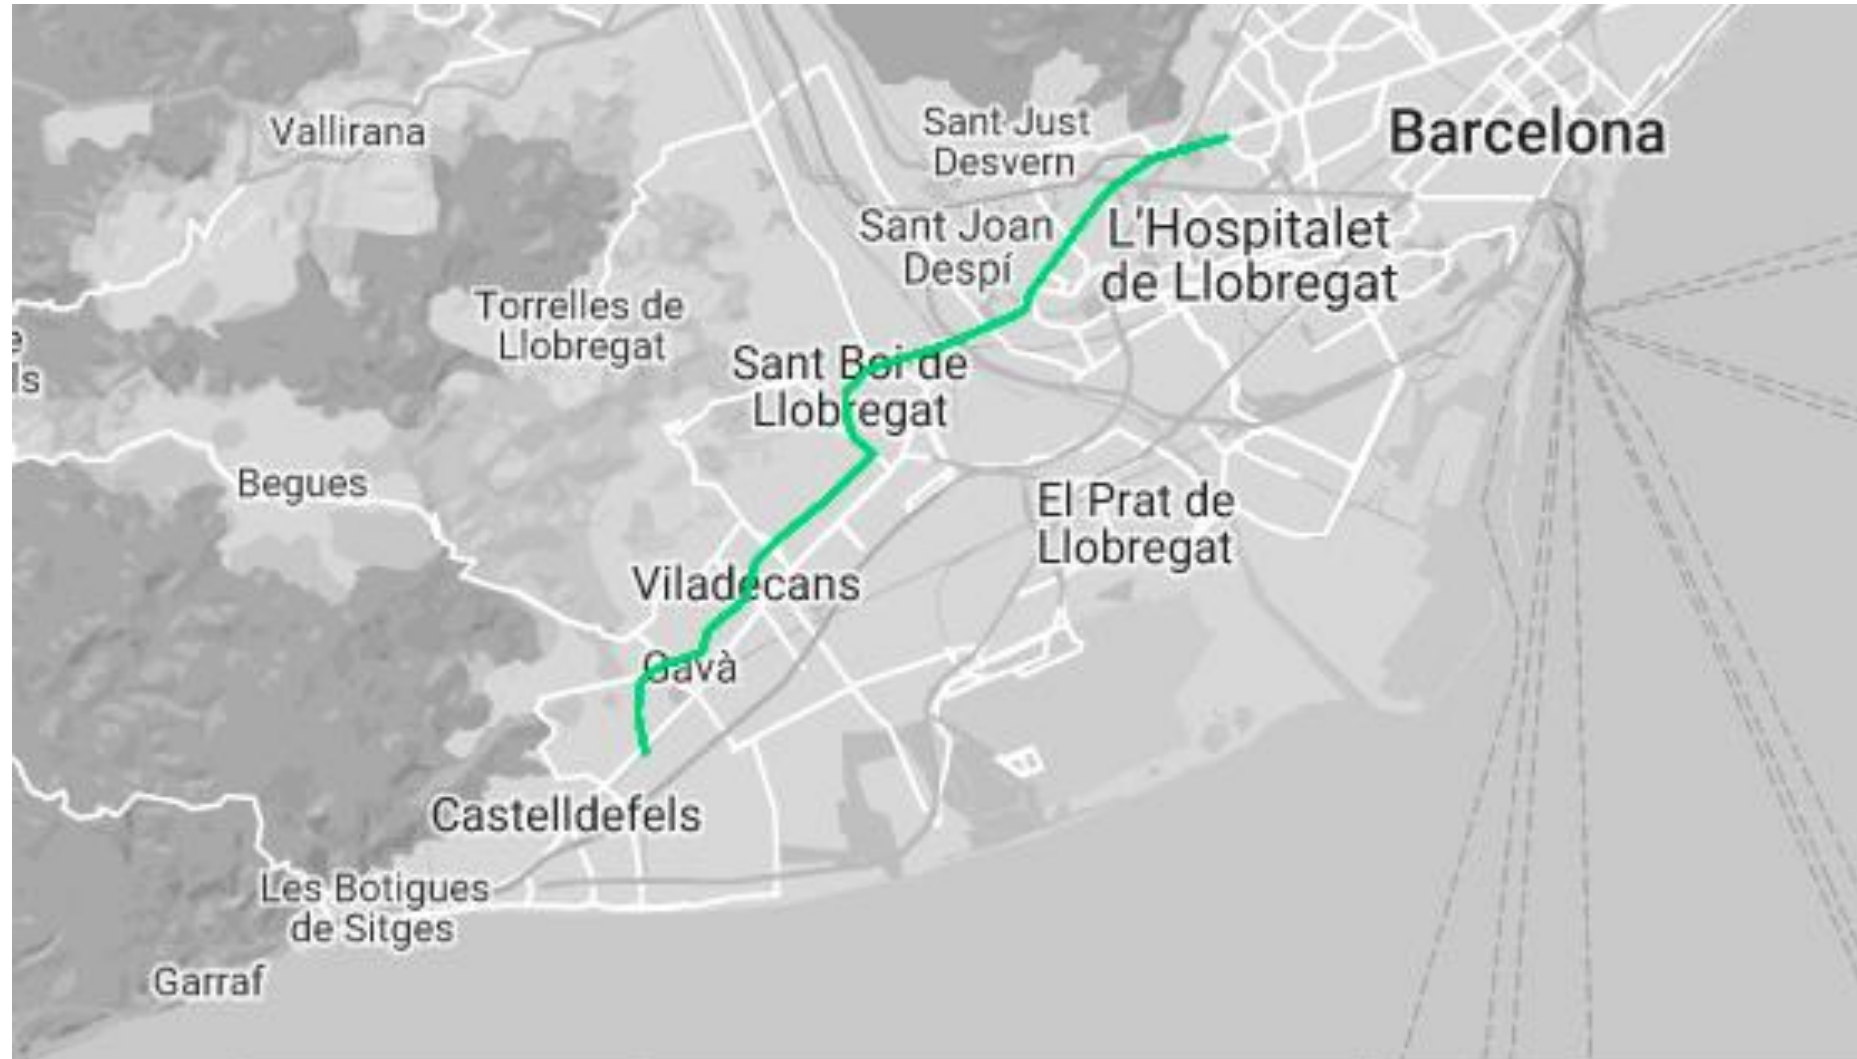 Vallirana
Sant Just
Desvern
Barcelona
Sant Joan
Despí
L'Hospitalet
de Llobregat
Torrelles de
Llobregat
Sant Boi de
Llobregat
Begues
El Prat de
Llobregat
Viladecans
Gavà
Castelldefels
Les Botigues
de Sitges
Garraf